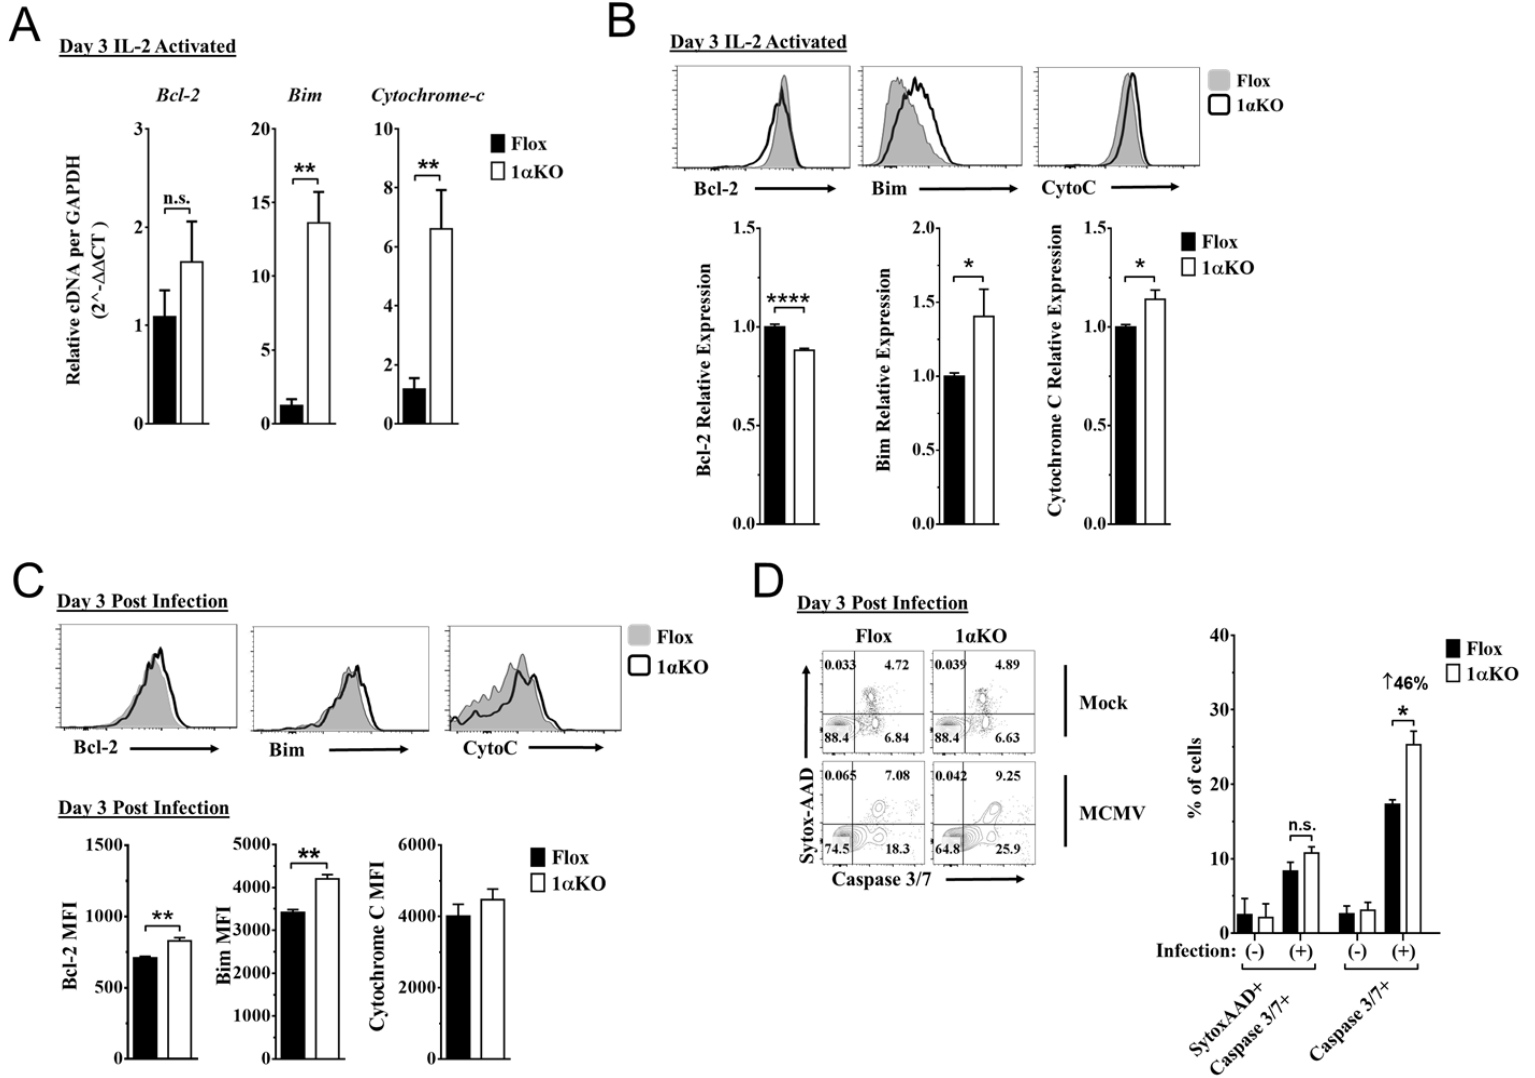 A
Day 3 IL-2 Activated
Bcl-2
Bim
Cytochrome-c
Relative cDNA per GAPDH
(2^-ΔΔCT )
3
2
1
0
n.s.
20
15
10
5
0
**
10
8
6
4
2
0
**
Flox
1αKO
B
Day 3 IL-2 Activated
Flox
1αKO
Bcl-2
Bim
CytoC
Bcl-2 Relative Expression
1.5
1.0
0.5
0.0
****
Bim Relative Expression
2.0
1.5
1.0
0.5
0.0
*
Cytochrome C Relative Expression
1.5
1.0
0.5
0.0
*
Flox
1αKO
C
Day 3 Post Infection
Flox
1αKO
Bcl-2
Bim
CytoC
Day 3 Post Infection
Bcl-2 MFI
1500
1000
500
0
**
Bim MFI
5000
4000
3000
2000
1000
0
**
Cytochrome C MFI
6000
4000
2000
0
Flox
1αKO
D
Day 3 Post Infection
Flox
1αKO
0.033
4.72
88.4
6.84
0.039
4.89
88.4
6.63
Mock
0.065
7.08
74.5
18.3
0.042
9.25
64.8
25.9
MCMV
Sytox-AAD
Caspase 3/7
% of cells
40
30
20
10
0
n.s.
↑46%
*
Flox
1αKO
Infection: (-) (+) (-) (+)
SytoxAAD+
Caspase 3/7+
Caspase 3/7+